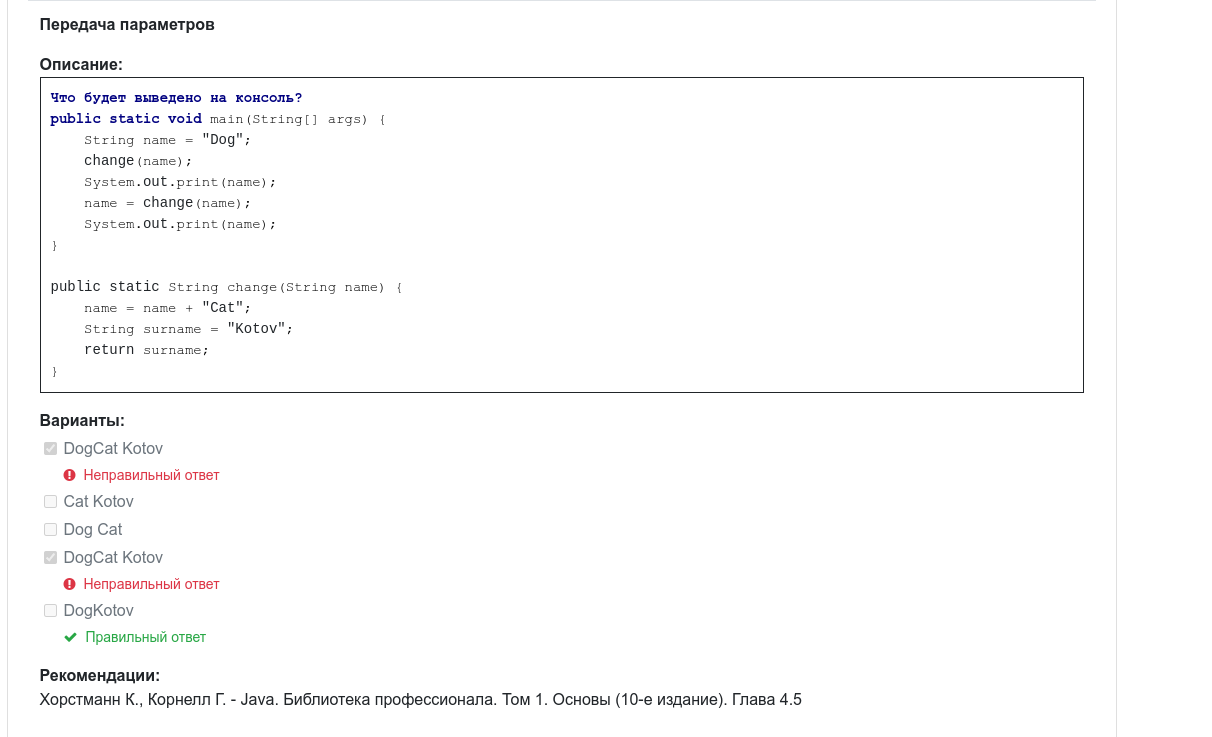 Передача параметров
Описание:
Что будет выведено на консоль?
public static void main(String[] args) {
    String name = "Dog";
    change(name);
    System.out.print(name);
    name = change(name);
    System.out.print(name);
}
public static String change(String name) {
    name = name + "Cat";
    String surname = "Kotov";
    return surname;
}
Варианты:
DogCat Kotov
Неправильный ответ
Cat Kotov
Dog Cat
DogCat Kotov
Неправильный ответ
DogKotov
Правильный ответ
Рекомендации:
Хорстманн К., Корнелл Г. - Java. Библиотека профессионала. Том 1. Основы (10-е издание). Глава 4.5